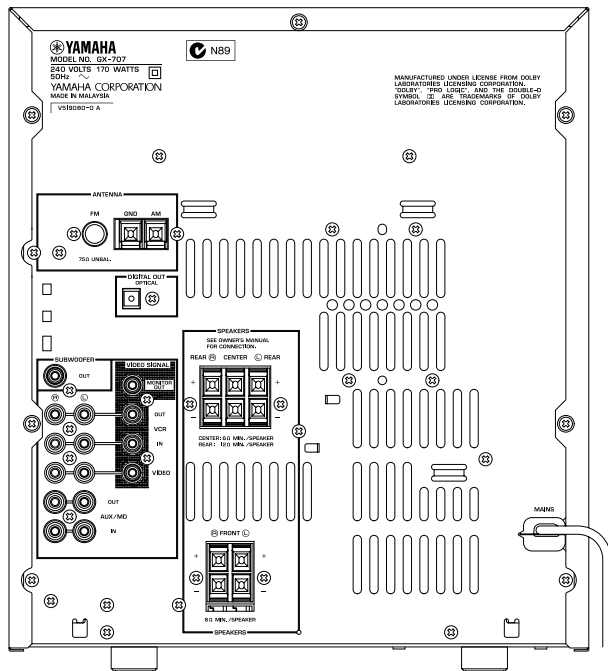 YAMAHA
MODEL NO. GX-707
240 VOLTS 170 WATTS
50Hz ~
YAMAHA CORPORATION
MADE IN MALAYSIA
V519080-0 A
N89
MANUFACTURED UNDER LICENSE FROM DOLBY
LABORATORIES LICENSING CORPORATION.
"DOLBY", "PRO LOGIC", AND THE DOUBLE-D
SYMBOL ARE TRADEMARKS OF DOLBY
LABORATORIES LICENSING CORPORATION.
ANTENNA
FM GND AM
75Ω UNBAL.
DIGITAL OUT
OPTICAL
SPEAKERS
SEE OWNER'S MANUAL
FOR CONNECTION.
REAR R CENTER L REAR
+ +
- -
CENTER: 6Ω MIN./SPEAKER
REAR: 12Ω MIN./SPEAKER
SUBWOOFER
OUT
VIDEO SIGNAL
MONITOR
OUT
R L
OUT
VCR
IN
VIDEO
OUT
AUX/MD
IN
R FRONT L
+ +
- -
6Ω MIN./SPEAKER
SPEAKERS
MAINS